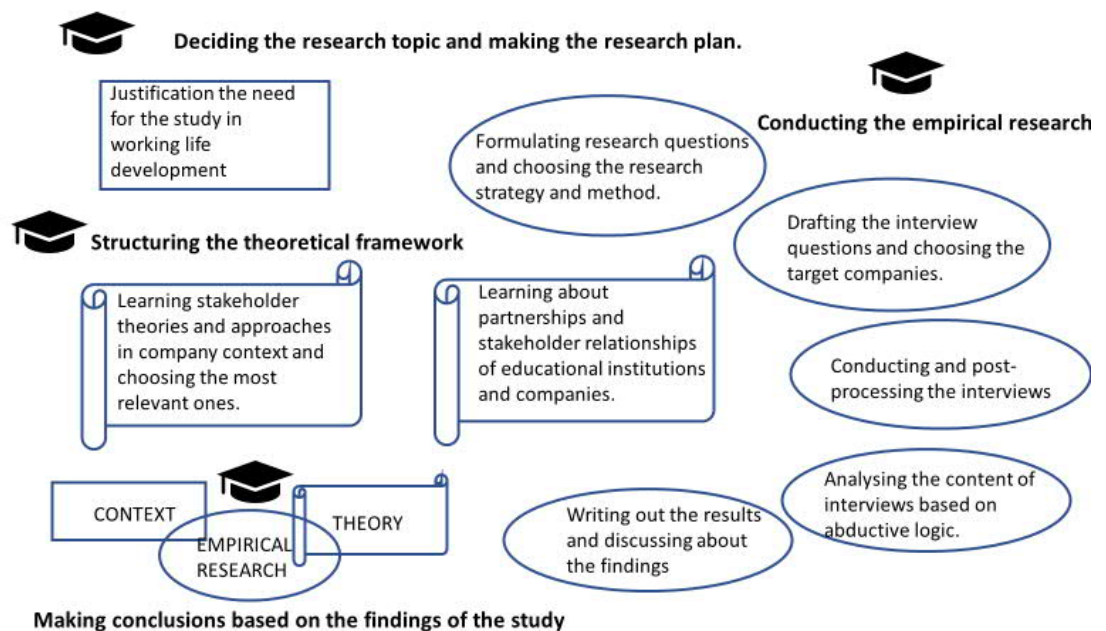 Deciding the research topic and making the research plan.
Justification the need
for the study in
working life
development
Formulating research questions
and choosing the research
strategy and method.
Conducting the empirical research
Drafting the interview
questions and choosing the
target companies.
Structuring the theoretical framework
Learning stakeholder
theories and approaches
in company context and
choosing the most
relevant ones.
Learning about
partnerships and
stakeholder relationships
of educational institutions
and companies.
Conducting and post-
processing the interviews
Analysing the content of
interviews based on
abductive logic.
Writing out the results
and discussing about
the findings
CONTEXT
EMPIRICAL
RESEARCH
THEORY
Making conclusions based on the findings of the study